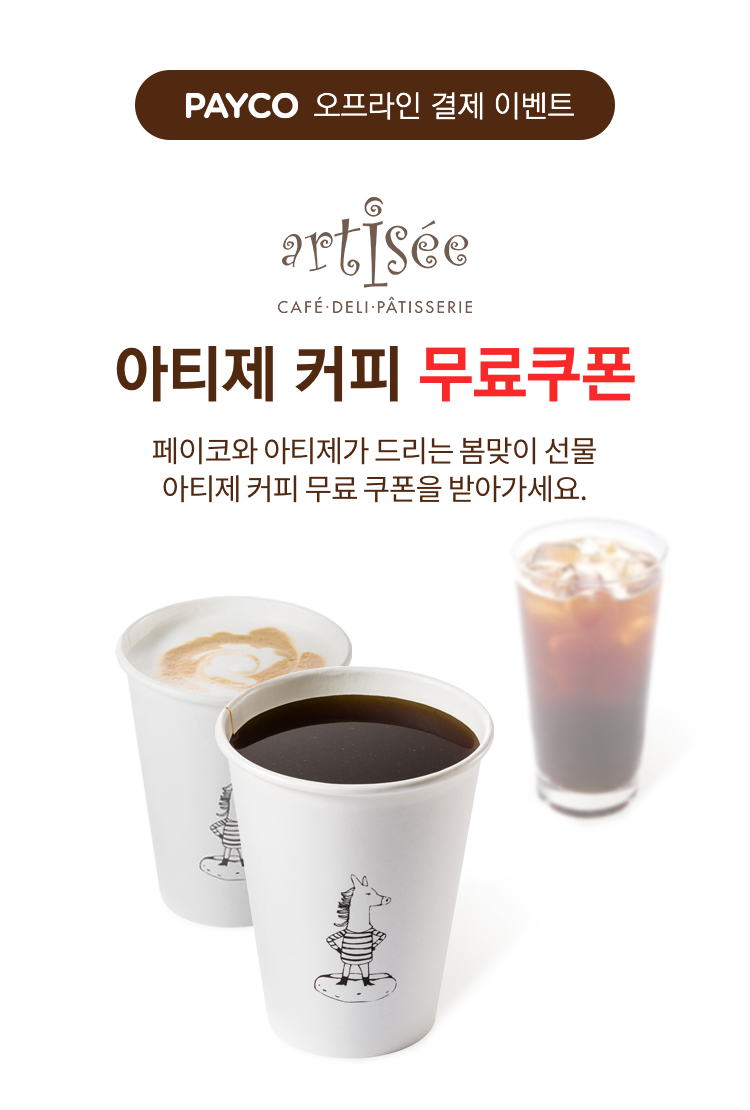 PAYCO 오프라인 결제 이벤트
artisée
CAFÉ·DELI·PÂTISSERIE
아티제 커피 무료쿠폰
페이코와 아티제가 드리는 봄맞이 선물
아티제 커피 무료 쿠폰을 받아가세요.